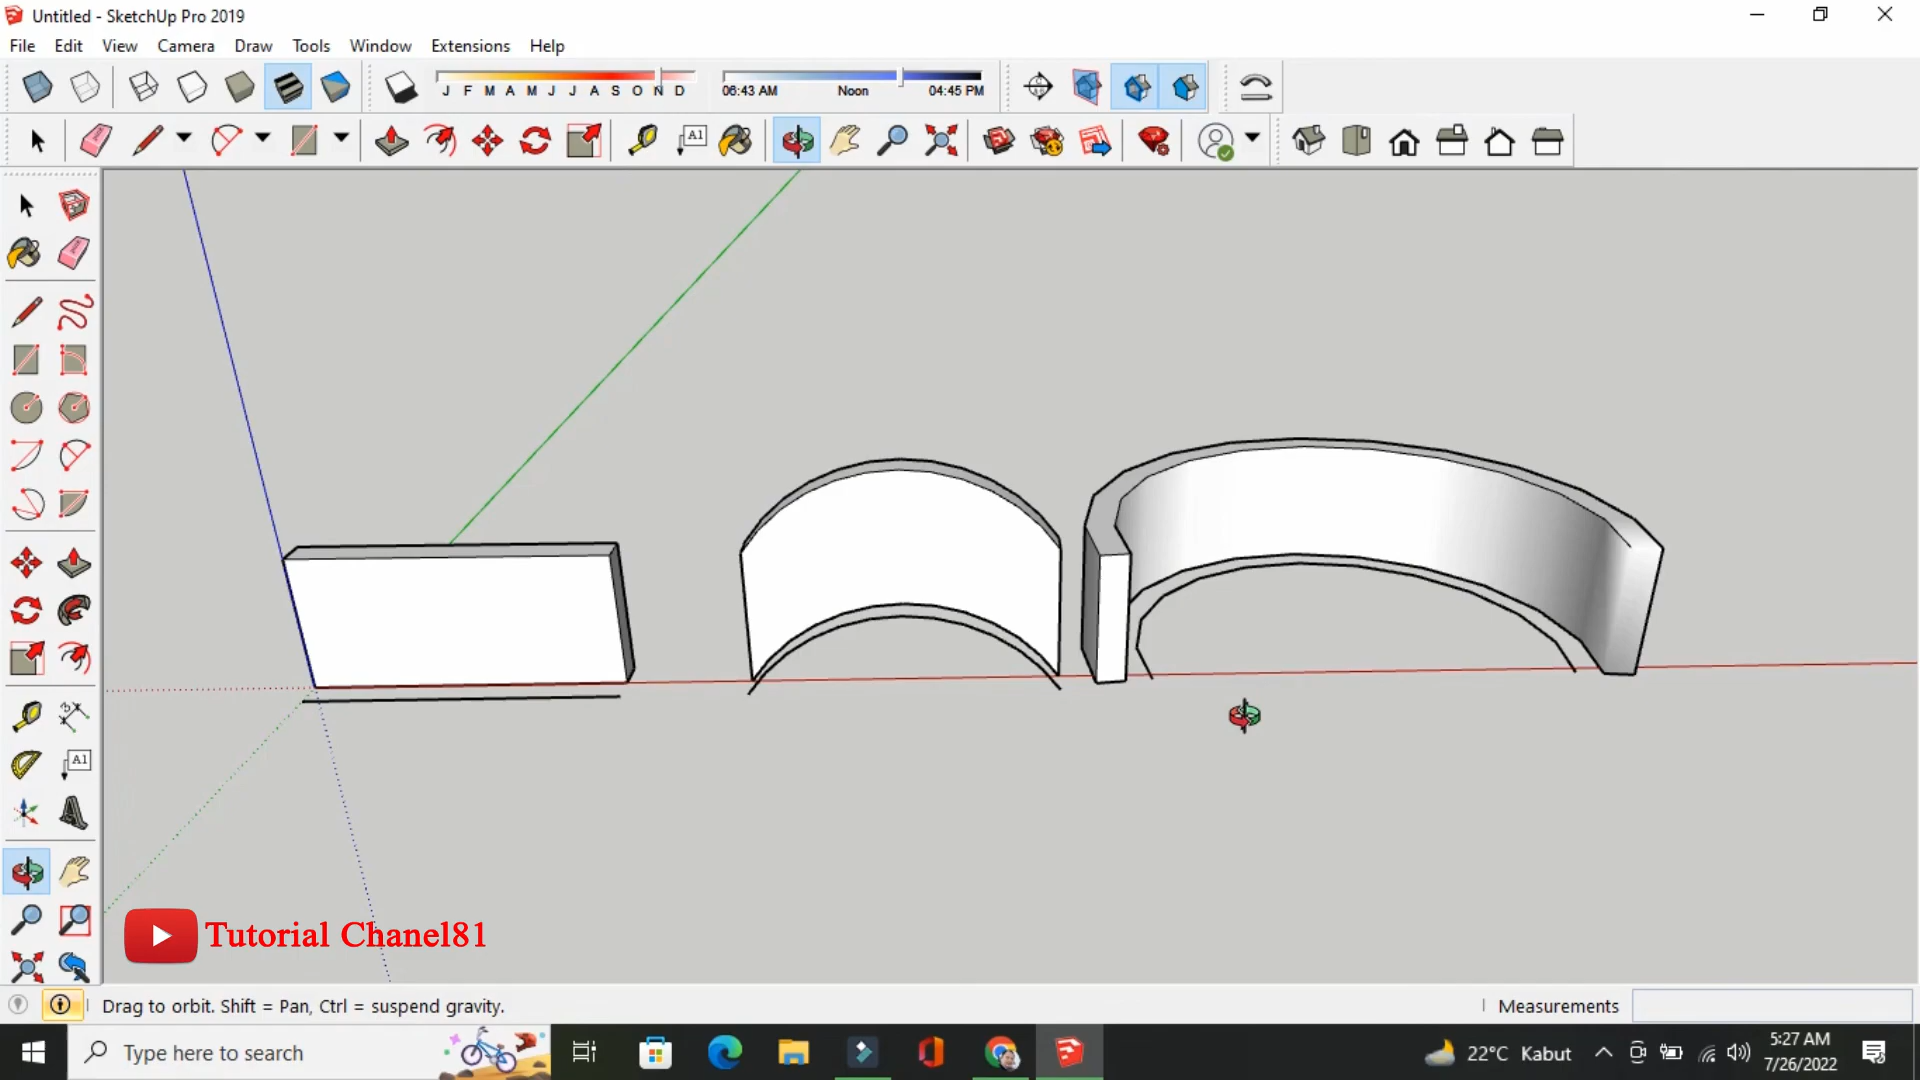 Untitled - SketchUp Pro 2019
File Edit View Camera Draw Tools Window Extensions Help
J F M A M J J A S O N D
06:43 AM Noon 04:45 PM
A1
A1
Tutorial Chanel81
Drag to orbit. Shift = Pan, Ctrl = suspend gravity.
Measurements
Type here to search
22°C Kabut
5:27 AM
7/26/2022